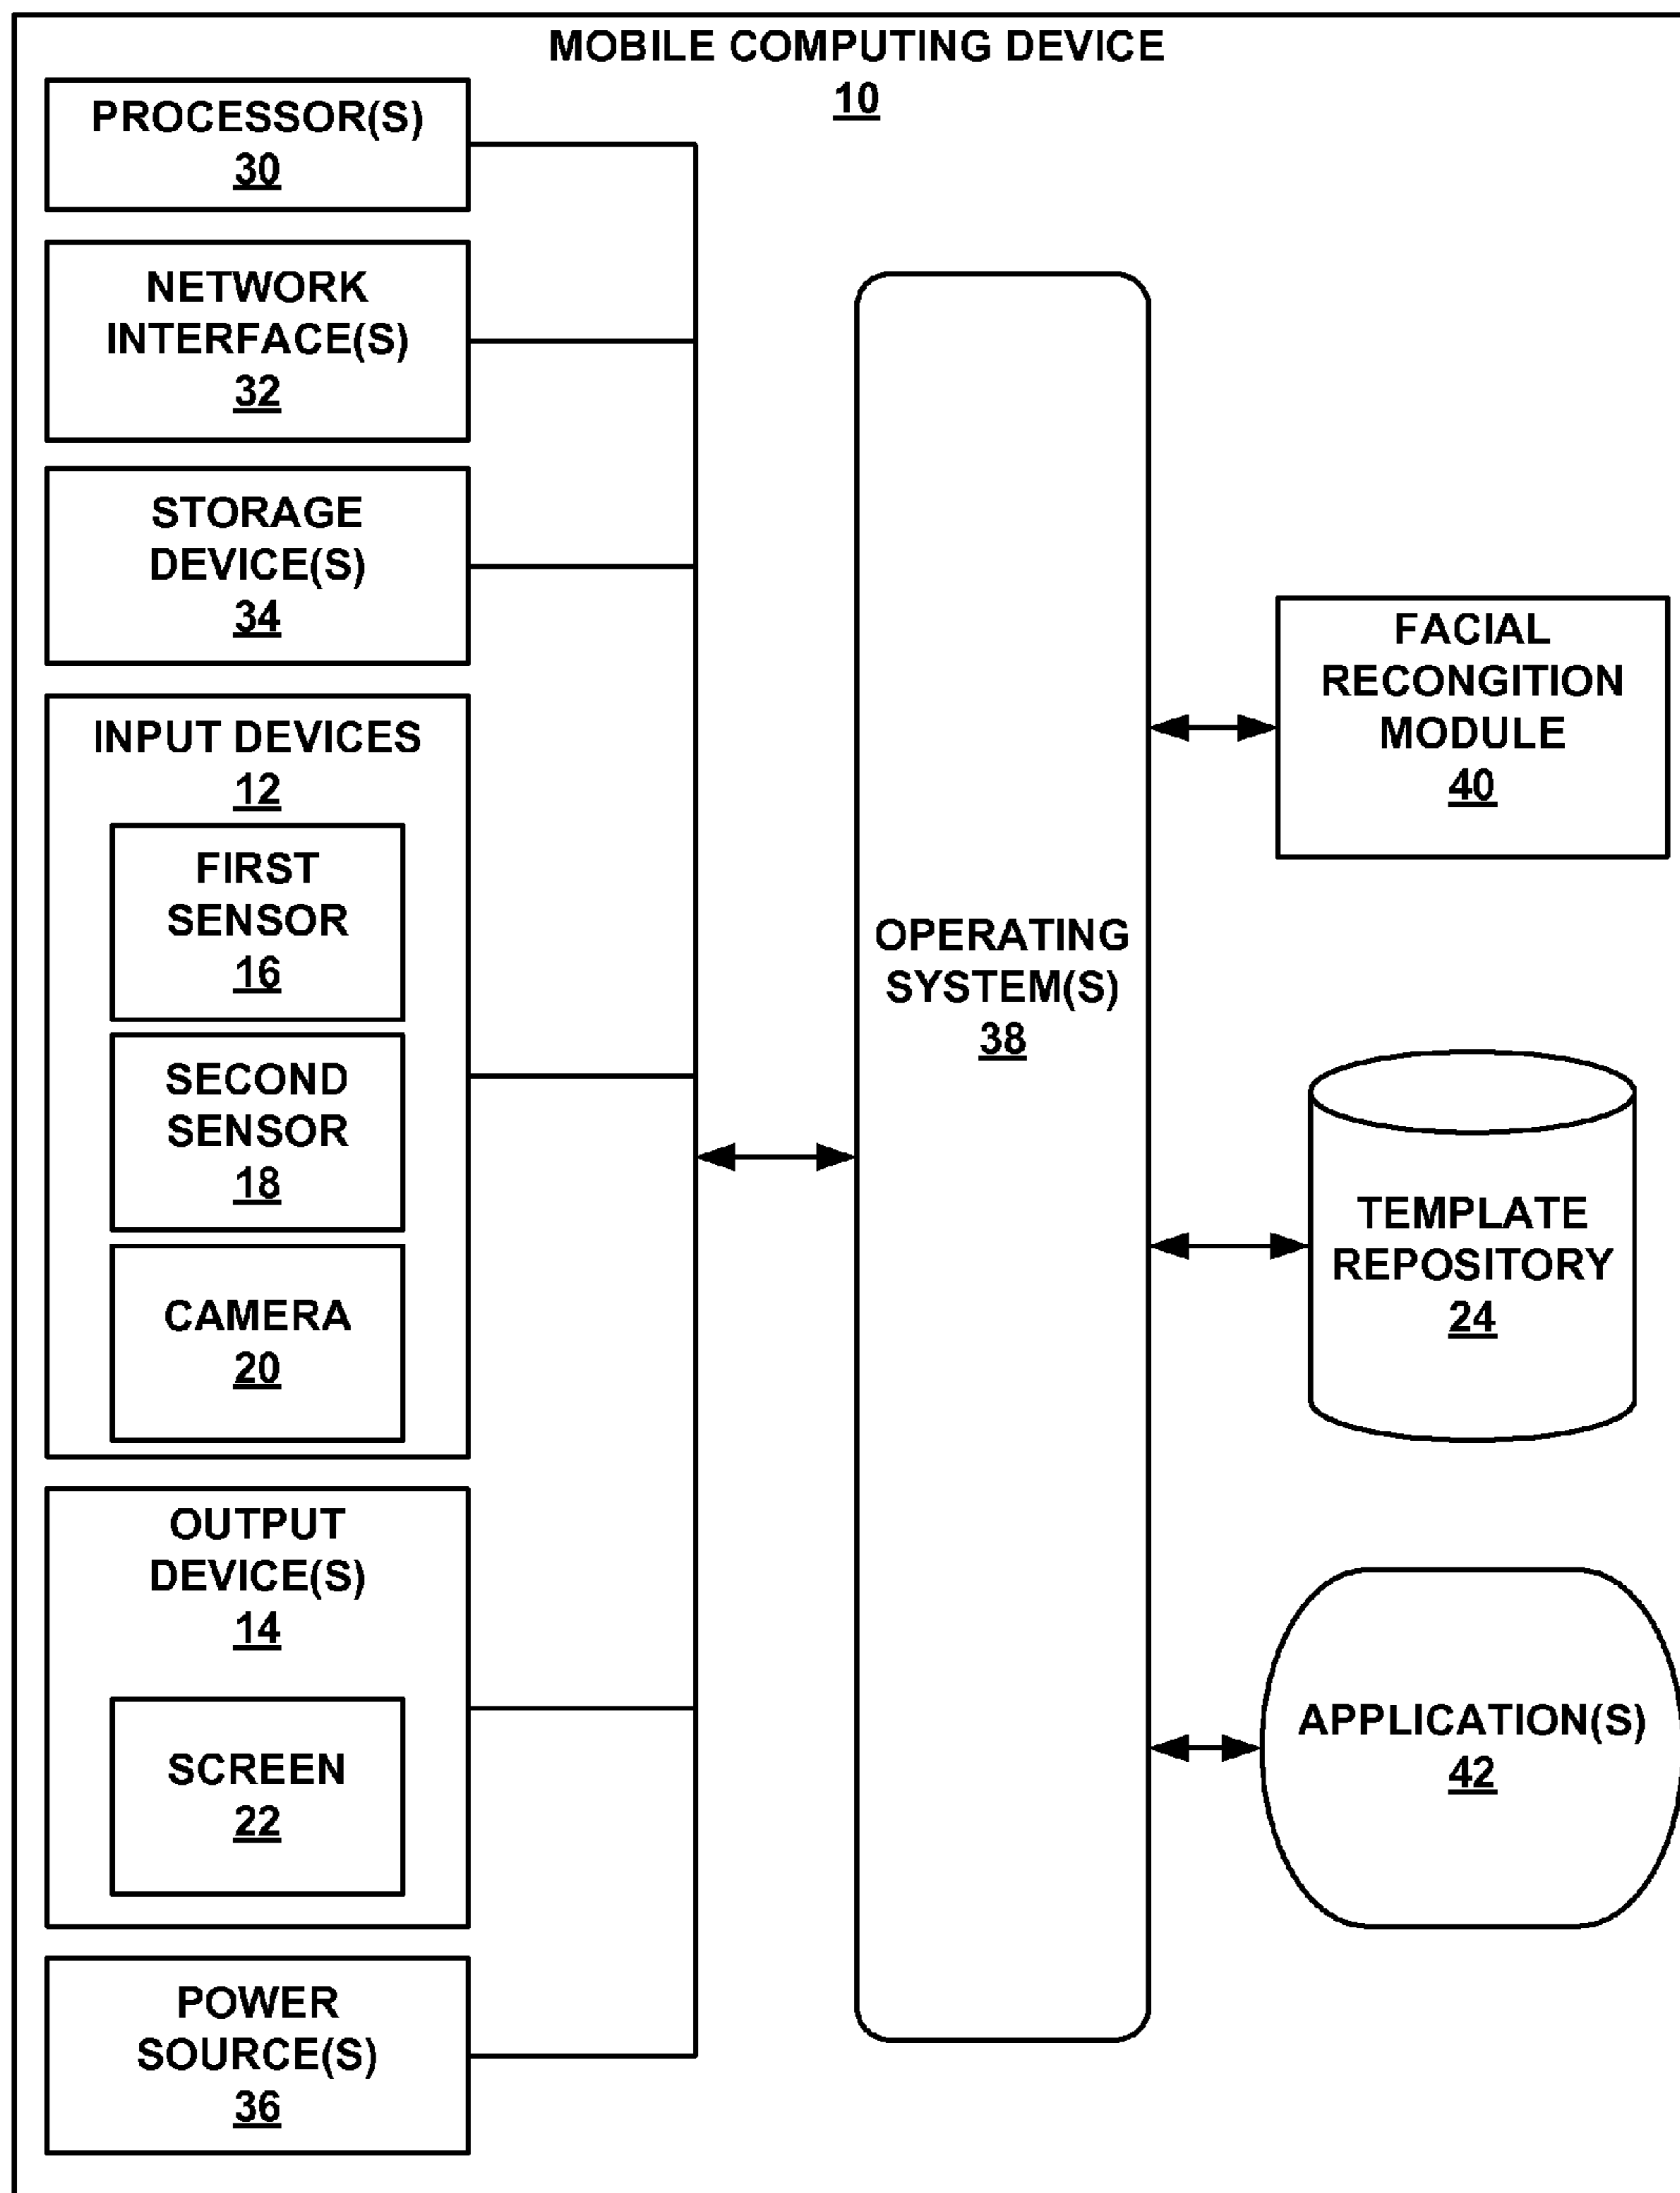 MOBILE COMPUTING DEVICE
10
PROCESSOR(S)
30
NETWORK
INTERFACE(S)
32
STORAGE
DEVICE(S)
34
INPUT DEVICES
12
FIRST
SENSOR
16
SECOND
SENSOR
18
CAMERA
20
OUTPUT
DEVICE(S)
14
SCREEN
22
POWER
SOURCE(S)
36
OPERATING
SYSTEM(S)
38
FACIAL
RECONGITION
MODULE
40
TEMPLATE
REPOSITORY
24
APPLICATION(S)
42